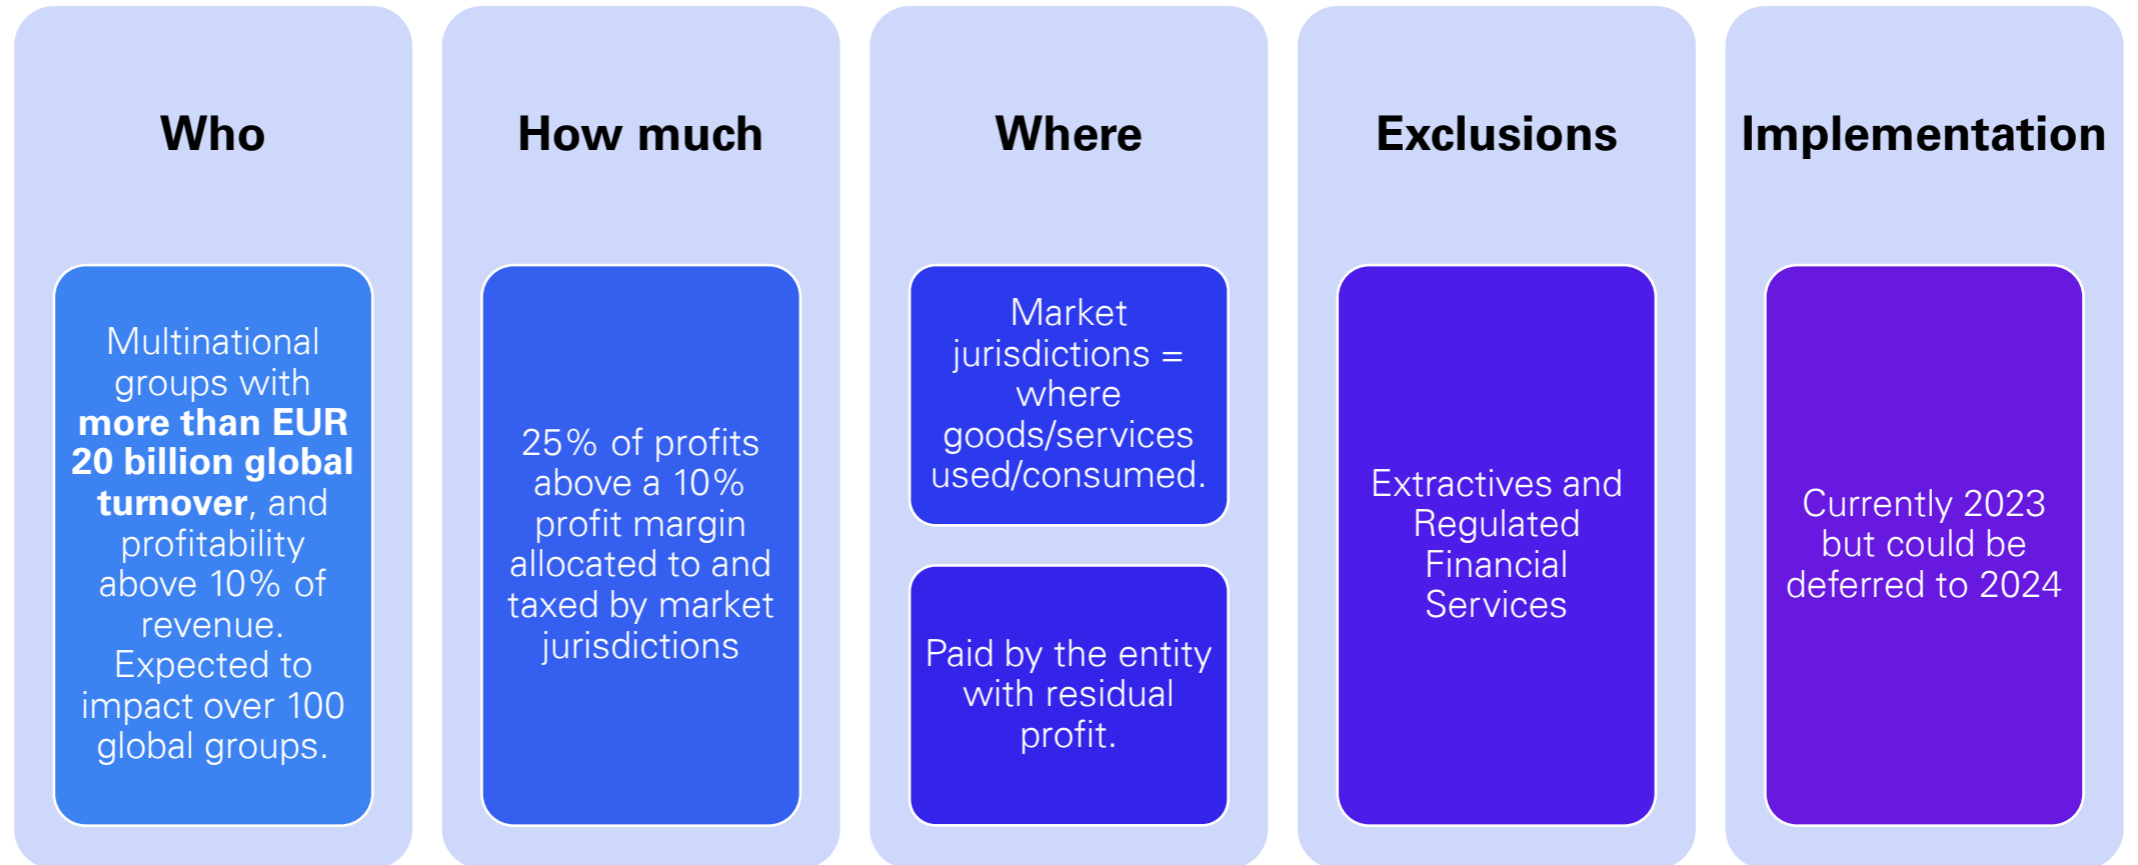 Who
Multinational
groups with
more than EUR
20 billion global
turnover, and
profitability
above 10% of
revenue.
Expected to
impact over 100
global groups.
How much
25% of profits
above a 10%
profit margin
allocated to and
taxed by market
jurisdictions
Where
Market
jurisdictions =
where
goods/services
used/consumed.
Paid by the entity
with residual
profit.
Exclusions
Extractives and
Regulated
Financial
Services
Implementation
Currently 2023
but could be
deferred to 2024